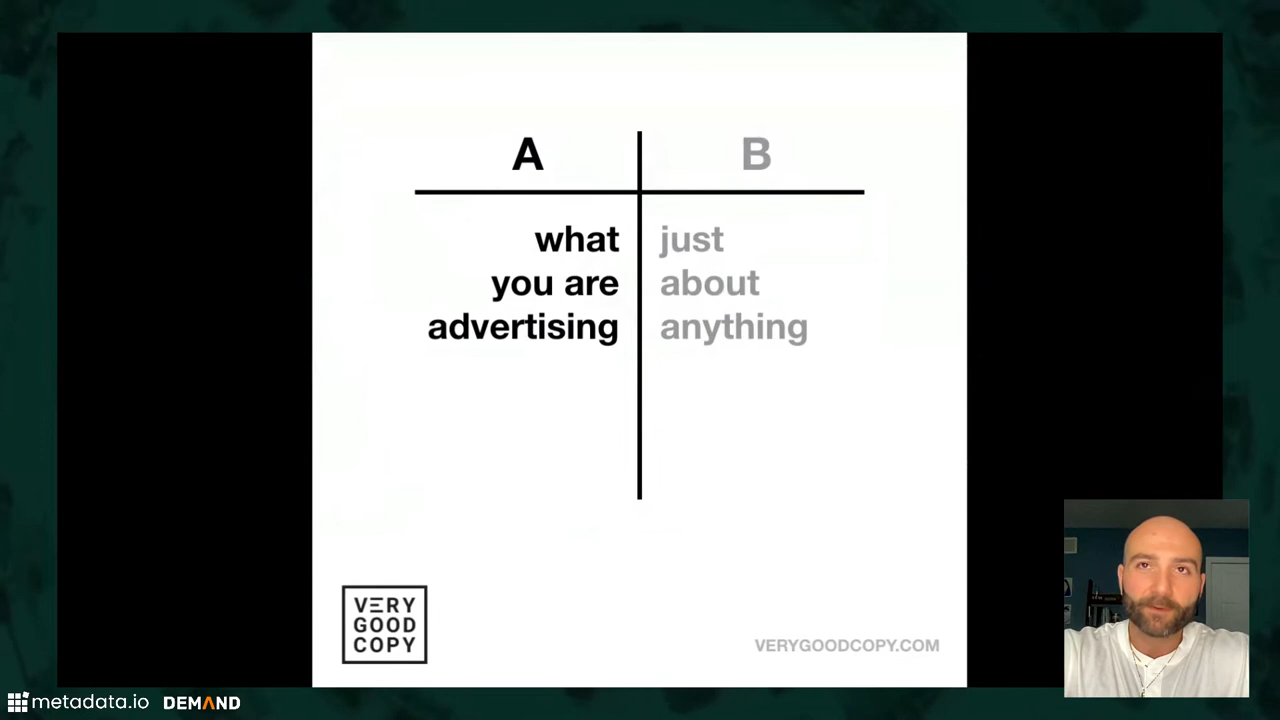 A
B
what
you are
advertising
just
about
anything
VERY
GOOD
COPY
VERYGOODCOPY.COM
metadata.io DEMAND